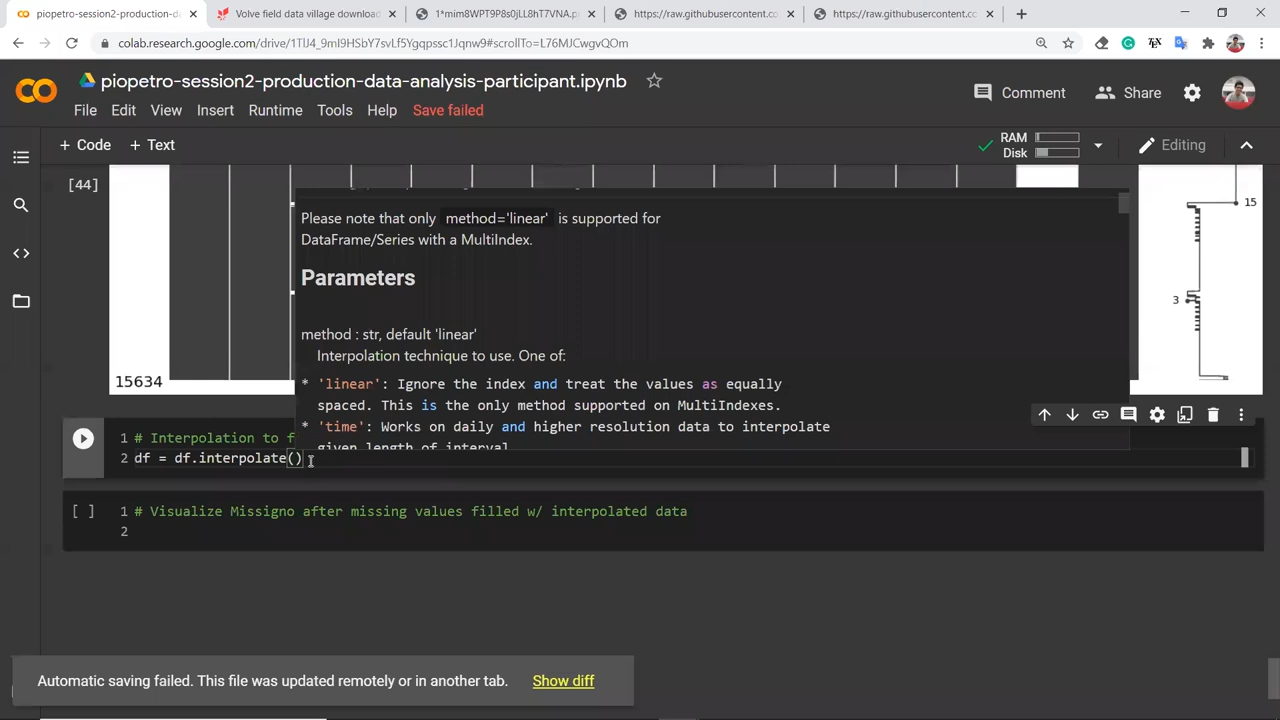 piopetro-session2-production-d
Volve field data village download
1*mim8WPT9P8s0jLL8hT7VNA.p
https://raw.githubusercontent.co
https://raw.githubusercontent.cc
colab.research.google.com/drive/1TlJ4_9mI9HSbY7svLf5Ygqpssc1Jqnw9#scrollTo=L76MJCwgvQOm
piopetro-session2-production-data-analysis-participant.ipynb
Comment
Share
File Edit View Insert Runtime Tools Help Save failed
+ Code + Text
RAM
Disk
Editing
[44]
15
3
15634
Please note that only method='linear' is supported for
DataFrame/Series with a MultiIndex.
Parameters
method : str, default 'linear'
Interpolation technique to use. One of:
* 'linear': Ignore the index and treat the values as equally
spaced. This is the only method supported on MultiIndexes.
* 'time': Works on daily and higher resolution data to interpolate
given length of interval
1 # Interpolation to f
2 df = df.interpolate()
[ ] 1 # Visualize Missigno after missing values filled w/ interpolated data
2
Automatic saving failed. This file was updated remotely or in another tab. Show diff